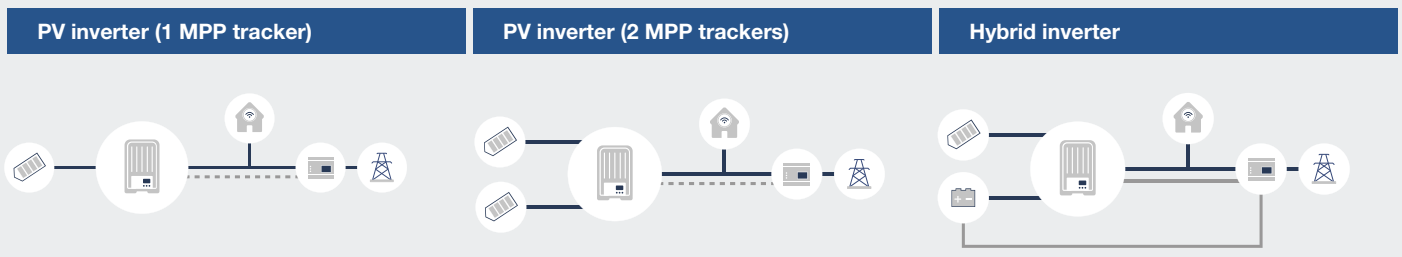 PV inverter (1 MPP tracker)
PV inverter (2 MPP trackers)
Hybrid inverter